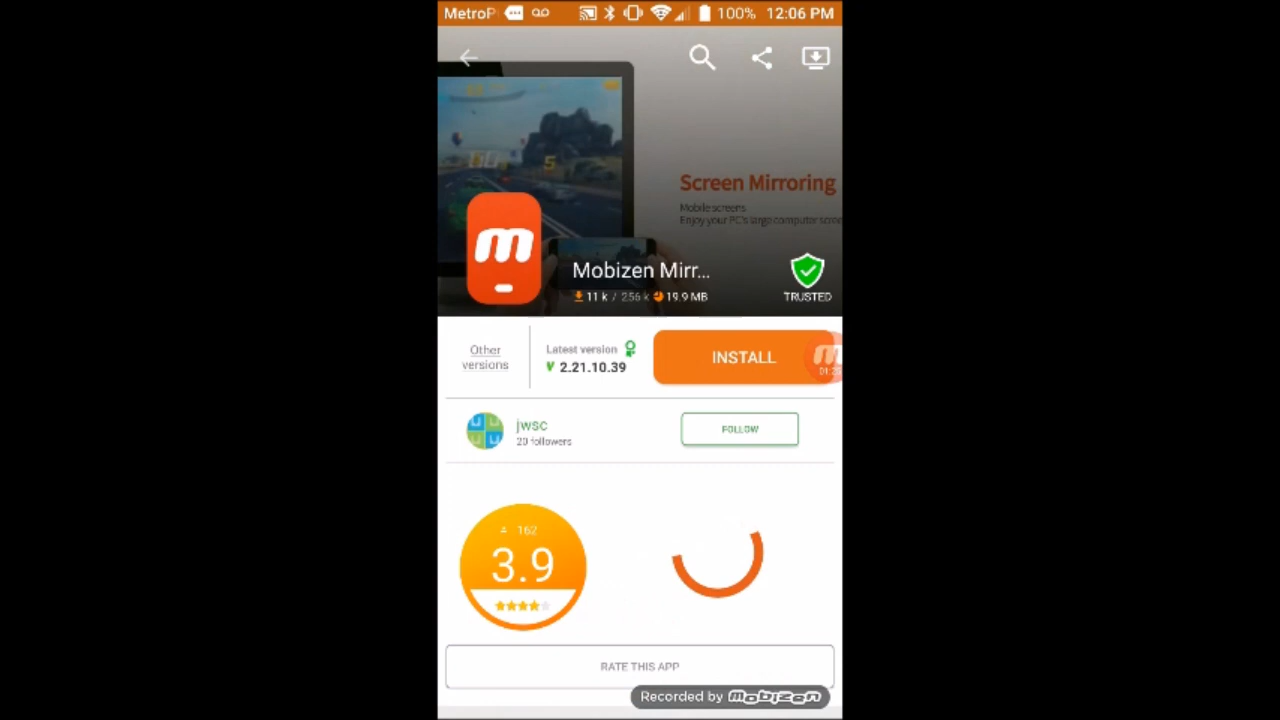 MetroP
100% 12:06 PM
Screen Mirroring
Mobile screens
Enjoy your PC's large computer scree
m
Mobizen Mirr...
11 k / 256 k 19.9 MB
TRUSTED
Other versions
Latest version
2.21.10.39
INSTALL
m
jwsc
20 followers
FOLLOW
162
3.9
RATE THIS APP
Recorded by mobizen